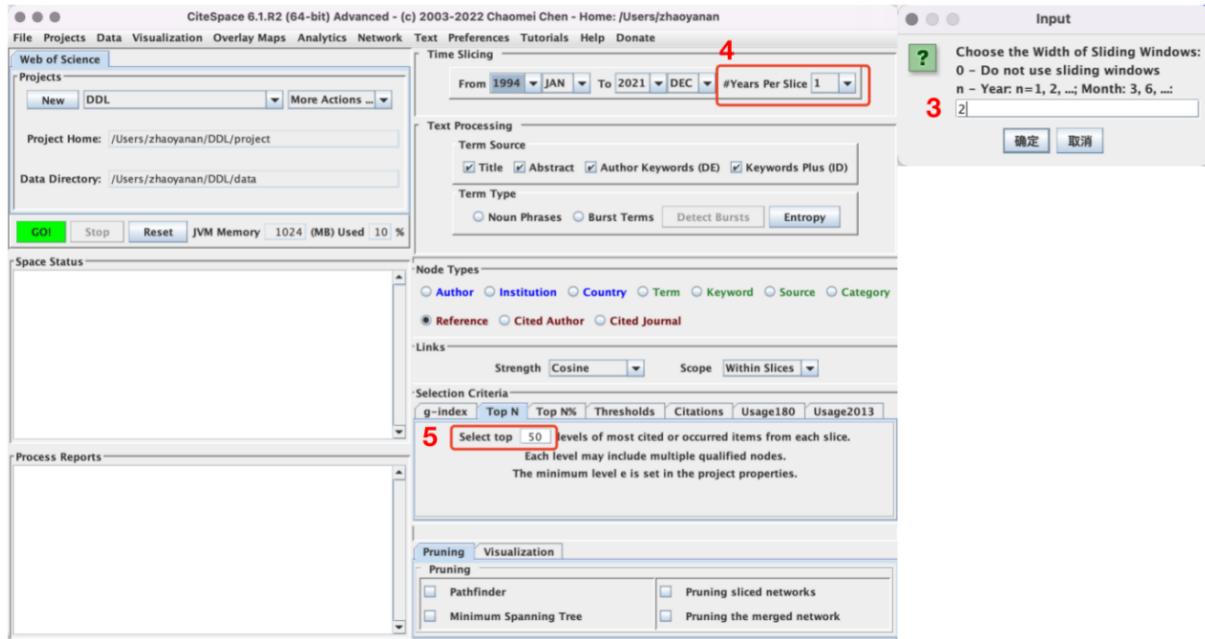 CiteSpace 6.1.R2 (64-bit) Advanced - (c) 2003-2022 Chaomei Chen - Home: /Users/zhaoyanan
File Projects Data Visualization Overlay Maps Analytics Network Text Preferences Tutorials Help Donate
Web of Science
Projects
New DDL More Actions ...
Project Home: /Users/zhaoyanan/DDL/project
Data Directory: /Users/zhaoyanan/DDL/data
GO! Stop Reset JVM Memory 1024 (MB) Used 10 %
Space Status
Process Reports
Time Slicing
4
From 1994 JAN To 2021 DEC #Years Per Slice 1
Text Processing
Term Source
Title Abstract Author Keywords (DE) Keywords Plus (ID)
Term Type
Noun Phrases Burst Terms Detect Bursts Entropy
Node Types
Author Institution Country Term Keyword Source Category
Reference Cited Author Cited Journal
Links
Strength Cosine Scope Within Slices
Selection Criteria
g-index Top N Top N% Thresholds Citations Usage180 Usage2013
5 Select top 50 levels of most cited or occurred items from each slice.
Each level may include multiple qualified nodes.
The minimum level e is set in the project properties.
Pruning Visualization
Pruning
Pathfinder Pruning sliced networks
Minimum Spanning Tree Pruning the merged network
Input
? Choose the Width of Sliding Windows:
0 - Do not use sliding windows
n - Year: n=1, 2, ...; Month: 3, 6, ...:
3 2
确定 取消